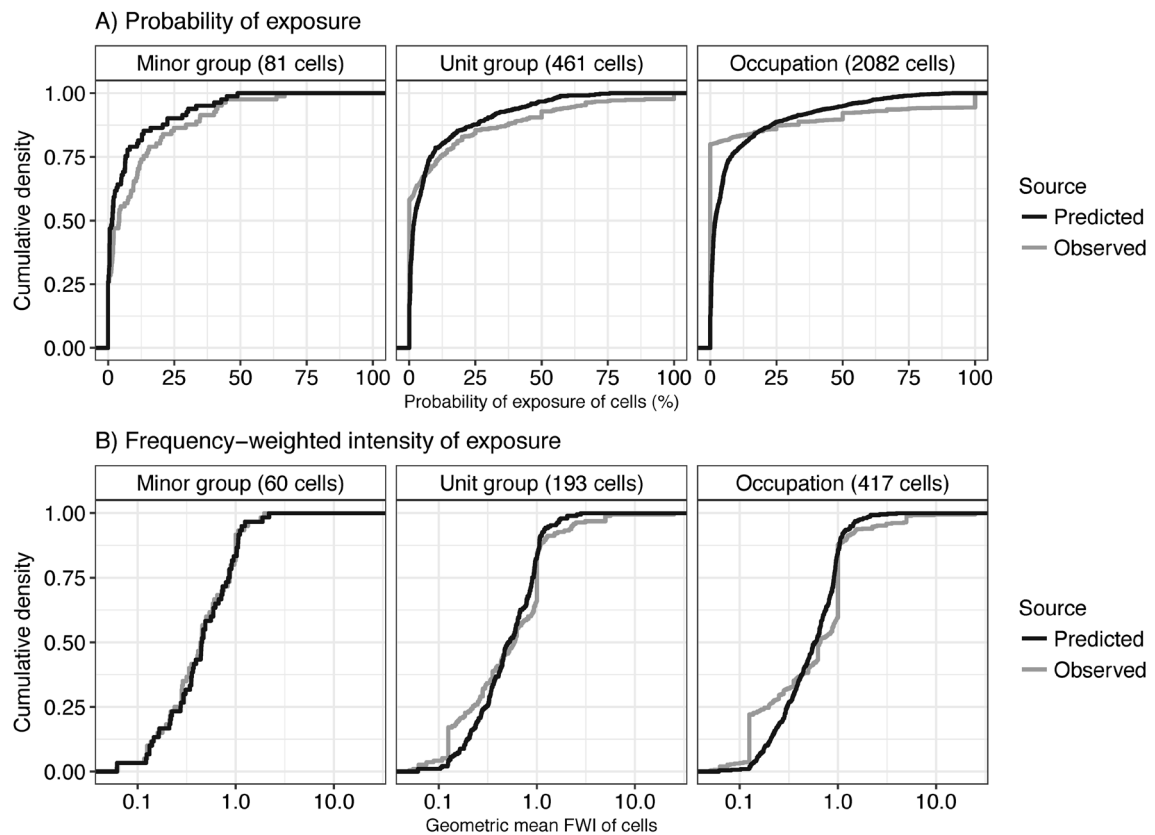 A) Probability of exposure
Minor group (81 cells) Unit group (461 cells) Occupation (2082 cells)
Cumulative density
1.00
0.75
0.50
0.25
0.00
0 25 50 75 100 0 25 50 75 100 0 25 50 75 100
Probability of exposure of cells (%)
Source
Predicted
Observed
B) Frequency−weighted intensity of exposure
Minor group (60 cells) Unit group (193 cells) Occupation (417 cells)
Cumulative density
1.00
0.75
0.50
0.25
0.00
0.1 1.0 10.0 0.1 1.0 10.0 0.1 1.0 10.0
Geometric mean FWI of cells
Source
Predicted
Observed